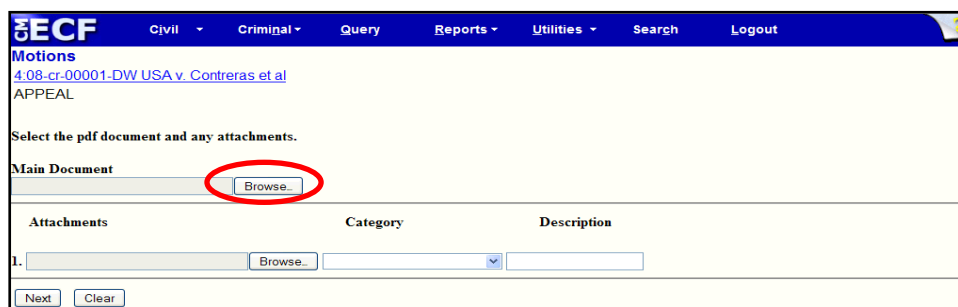 CM ECF Civil Criminal Query Reports Utilities Search Logout ?
Motions
4:08-cr-00001-DW USA v. Contreras et al
APPEAL
Select the pdf document and any attachments.
Main Document
Browse...
Attachments Category Description
1. Browse...
Next Clear